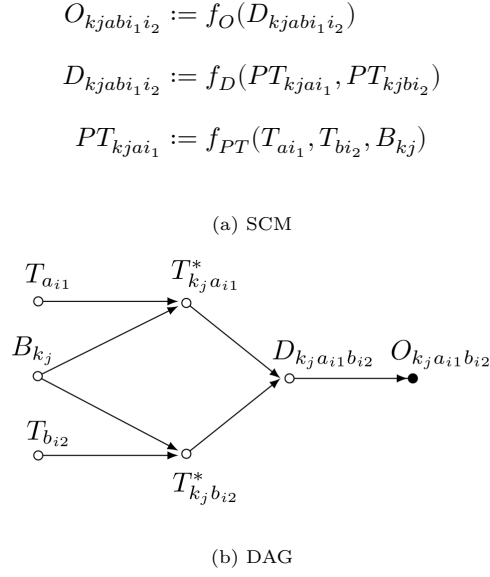 O_{kjabi_1i_2} := f_O(D_{kjabi_1i_2})
D_{kjabi_1i_2} := f_D(PT_{kjai_1}, PT_{kjbi_2})
PT_{kjai_1} := f_{PT}(T_{ai_1}, T_{bi_2}, B_{kj})
(a) SCM
T_{a_{i1}} T^*_{k_j a_{i1}}
B_{k_j} D_{k_j a_{i1} b_{i2}} O_{k_j a_{i1} b_{i2}}
T_{b_{i2}}
T^*_{k_j b_{i2}}
(b) DAG